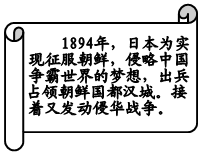 1894年，日本为实
现征服朝鲜，侵略中国
争霸世界的梦想，出兵
占领朝鲜国都汉城。接
着又发动侵华战争。